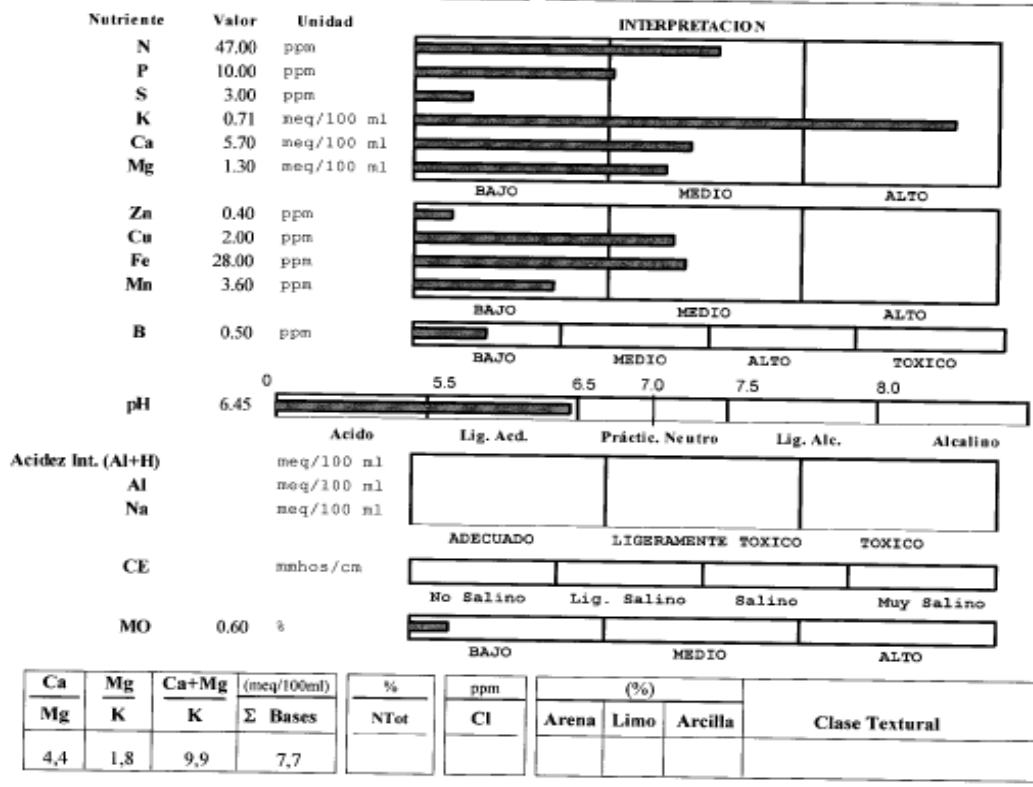 Nutriente Valor Unidad INTERPRETACION
N 47.00 ppm
P 10.00 ppm
S 3.00 ppm
K 0.71 meq/100 ml
Ca 5.70 meq/100 ml
Mg 1.30 meq/100 ml
BAJO MEDIO ALTO
Zn 0.40 ppm
Cu 2.00 ppm
Fe 28.00 ppm
Mn 3.60 ppm
BAJO MEDIO ALTO
B 0.50 ppm
BAJO MEDIO ALTO TOXICO
0 5.5 6.5 7.0 7.5 8.0
pH 6.45
Acido Lig. Acd. Práctic. Neutro Lig. Alc. Alcalino
Acidez Int. (Al+H) meq/100 ml
Al meq/100 ml
Na meq/100 ml
ADECUADO LIGERAMENTE TOXICO TOXICO
CE mmhos/cm
No Salino Lig. Salino Salino Muy Salino
MO 0.60 %
BAJO MEDIO ALTO
Ca Mg Ca+Mg (meq/100ml) % ppm (%)
Mg K K Σ Bases NTot Cl Arena Limo Arcilla Clase Textural
4,4 1,8 9,9 7,7